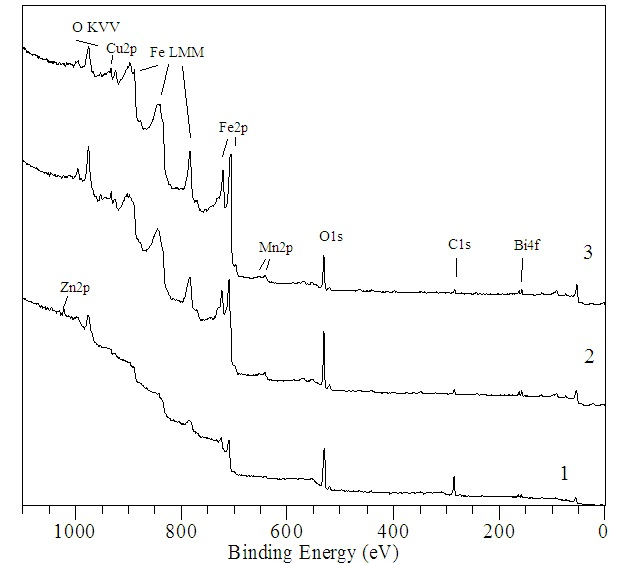 O KVV
Cu2p
Fe LMM
Fe2p
Mn2p
O1s
C1s
Bi4f
3
Zn2p
2
1
1000
800
600
400
200
0
Binding Energy (eV)